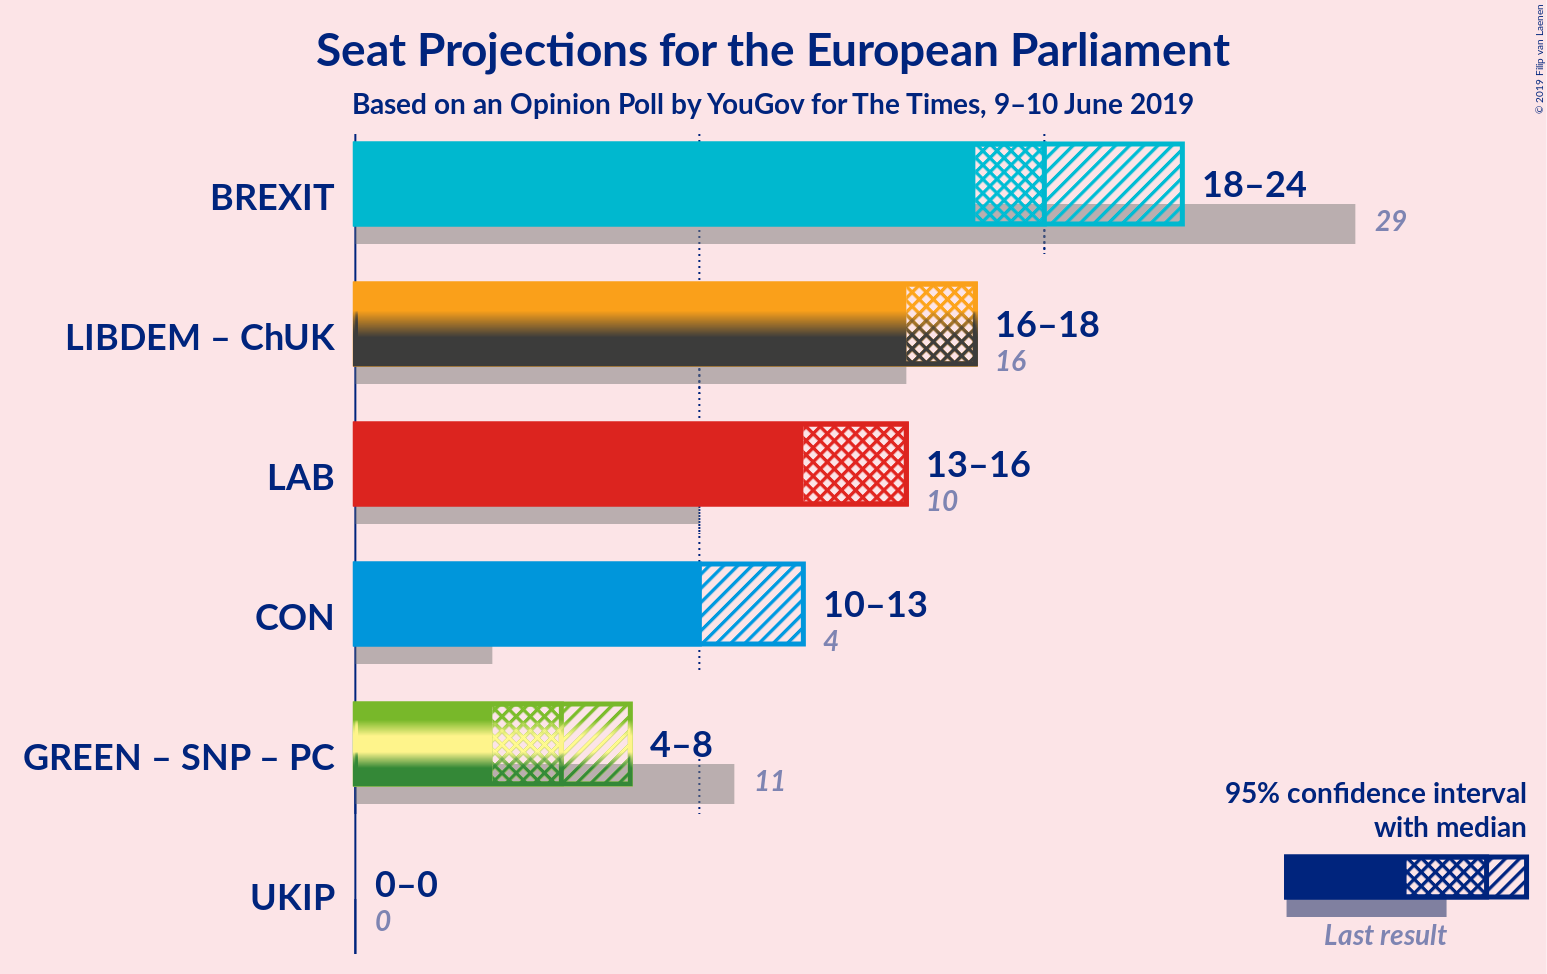 Seat Projections for the European Parliament
Based on an Opinion Poll by YouGov for The Times, 9–10 June 2019
© 2019 Filip van Laenen
BREXIT
18–24
29
LIBDEM – ChUK
16–18
16
LAB
13–16
10
CON
10–13
4
GREEN – SNP – PC
4–8
11
UKIP
0–0
0
95% confidence interval
with median
Last result